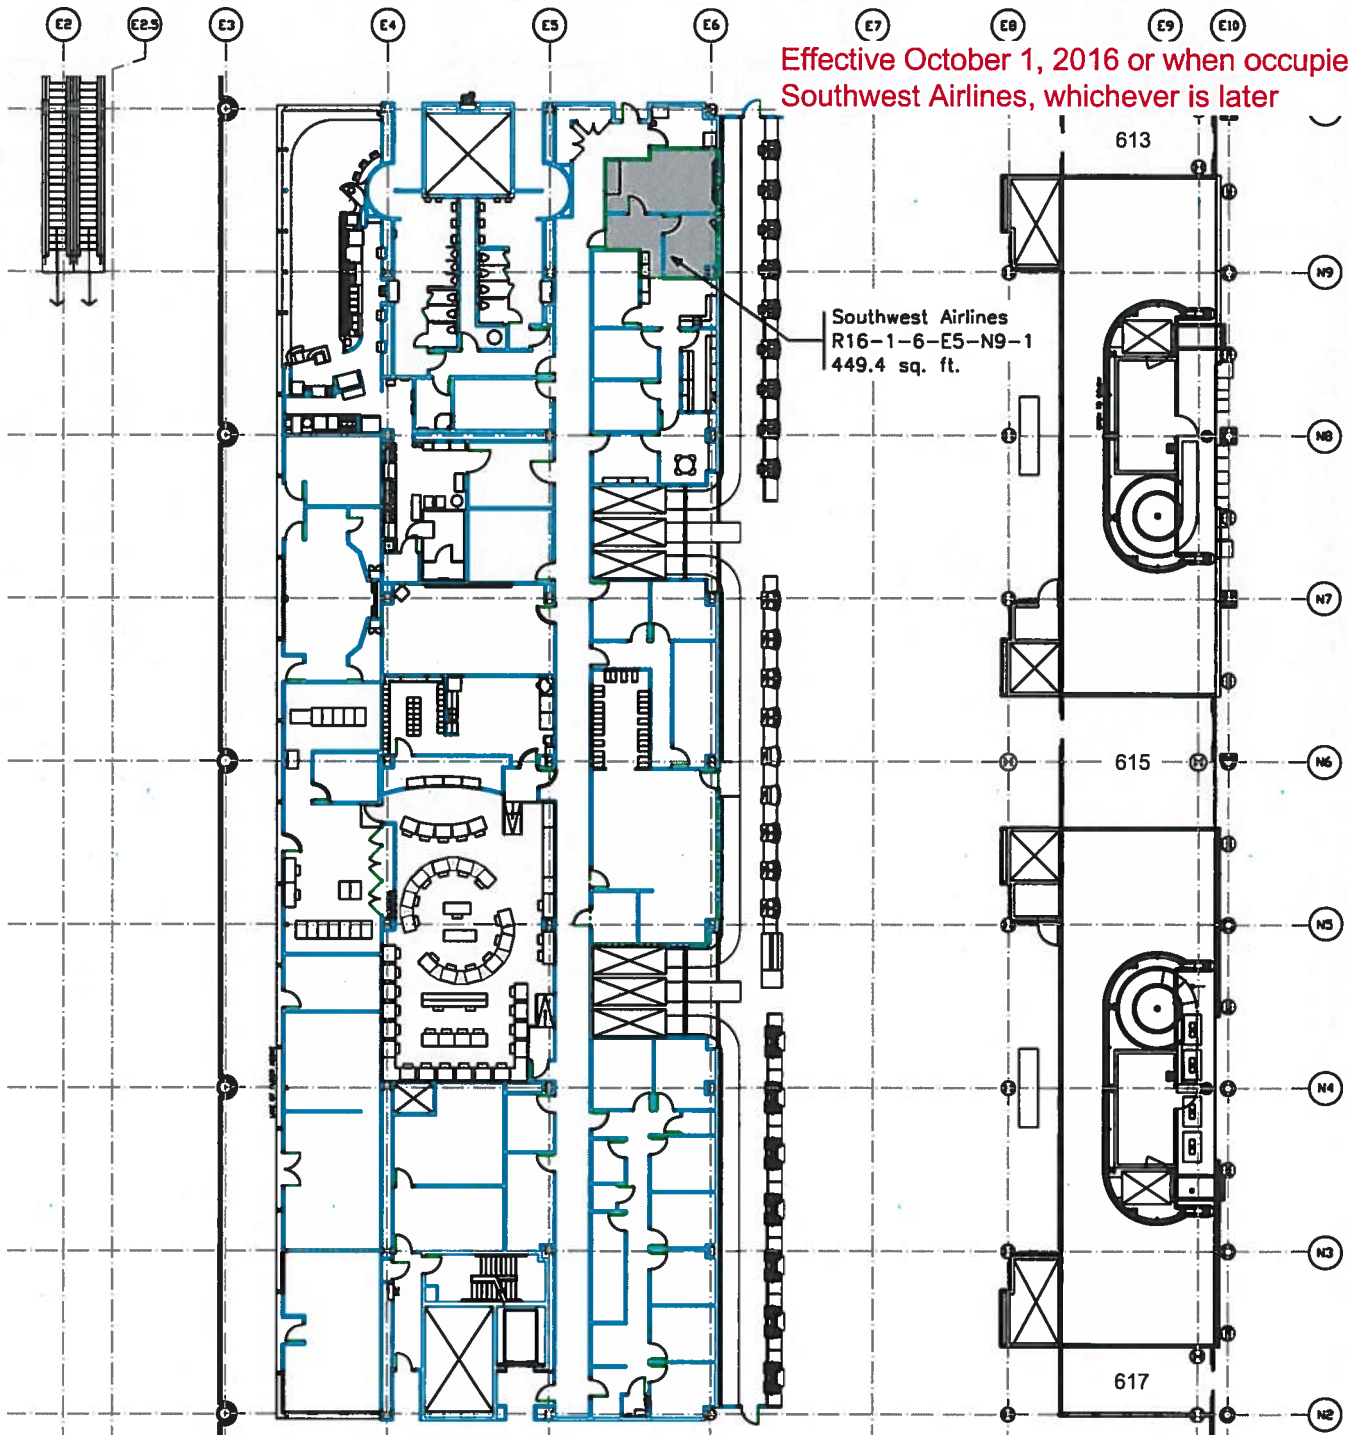 E2
E2.5
E3
E4
E5
E6
E7
E8
E9
E10
Effective October 1, 2016 or when occupie
Southwest Airlines, whichever is later
613
N9
Southwest Airlines
R16-1-6-E5-N9-1
449.4 sq. ft.
N8
N7
615
N6
N5
N4
N3
617
N2